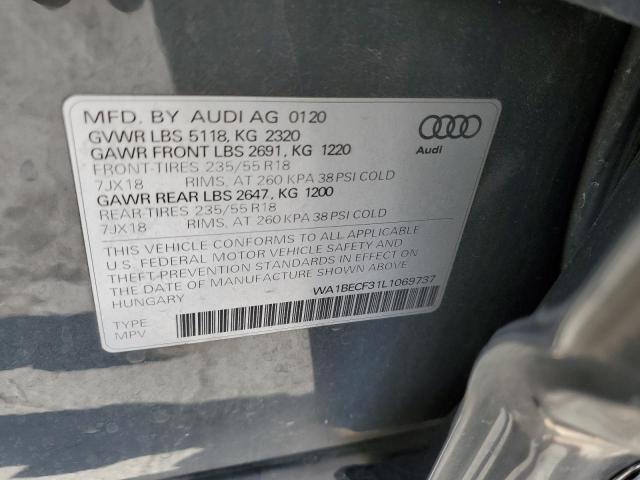 MFD. BY AUDI AG 0120
GVWR LBS 5118, KG 2320
GAWR FRONT LBS 2691, KG 1220
FRONT-TIRES 235/55 R18
7JX18 RIMS, AT 260 KPA 38 PSI COLD
GAWR REAR LBS 2647, KG 1200
REAR-TIRES 235/55 R18
7JX18 RIMS, AT 260 KPA 38 PSI COLD
THIS VEHICLE CONFORMS TO ALL APPLICABLE
U.S. FEDERAL MOTOR VEHICLE SAFETY AND
THEFT-PREVENTION STANDARDS IN EFFECT ON
THE DATE OF MANUFACTURE SHOWN ABOVE
HUNGARY
WA1BECF31L1069737
TYPE
MPV
Audi